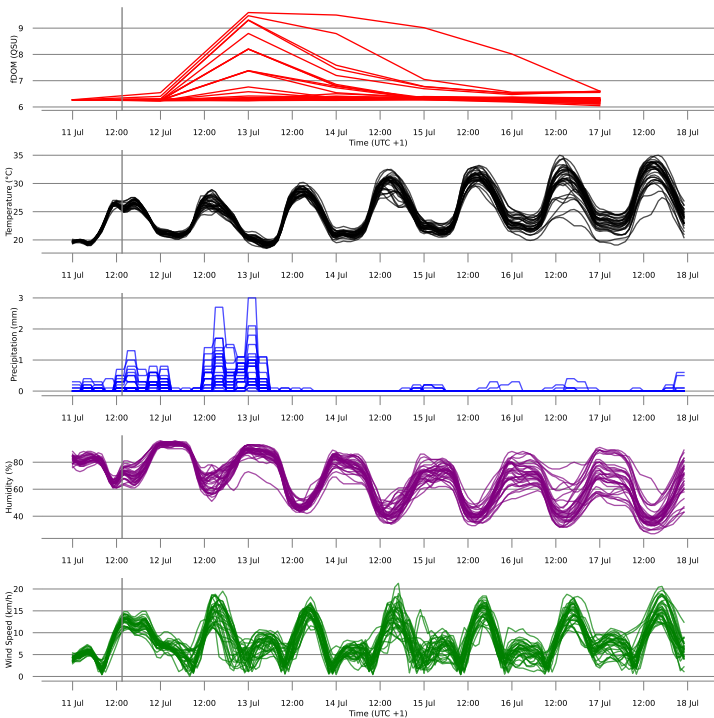 fDOM (QSU)
9
8
7
6
11 Jul 12:00 12 Jul 12:00 13 Jul 12:00 14 Jul 12:00 15 Jul 12:00 16 Jul 12:00 17 Jul 12:00 18 Jul
Time (UTC +1)
Temperature (°C)
35
30
25
20
11 Jul 12:00 12 Jul 12:00 13 Jul 12:00 14 Jul 12:00 15 Jul 12:00 16 Jul 12:00 17 Jul 12:00 18 Jul
Precipitation (mm)
3
2
1
0
11 Jul 12:00 12 Jul 12:00 13 Jul 12:00 14 Jul 12:00 15 Jul 12:00 16 Jul 12:00 17 Jul 12:00 18 Jul
Humidity (%)
80
60
40
11 Jul 12:00 12 Jul 12:00 13 Jul 12:00 14 Jul 12:00 15 Jul 12:00 16 Jul 12:00 17 Jul 12:00 18 Jul
Wind Speed (km/h)
20
15
10
5
0
11 Jul 12:00 12 Jul 12:00 13 Jul 12:00 14 Jul 12:00 15 Jul 12:00 16 Jul 12:00 17 Jul 12:00 18 Jul
Time (UTC +1)